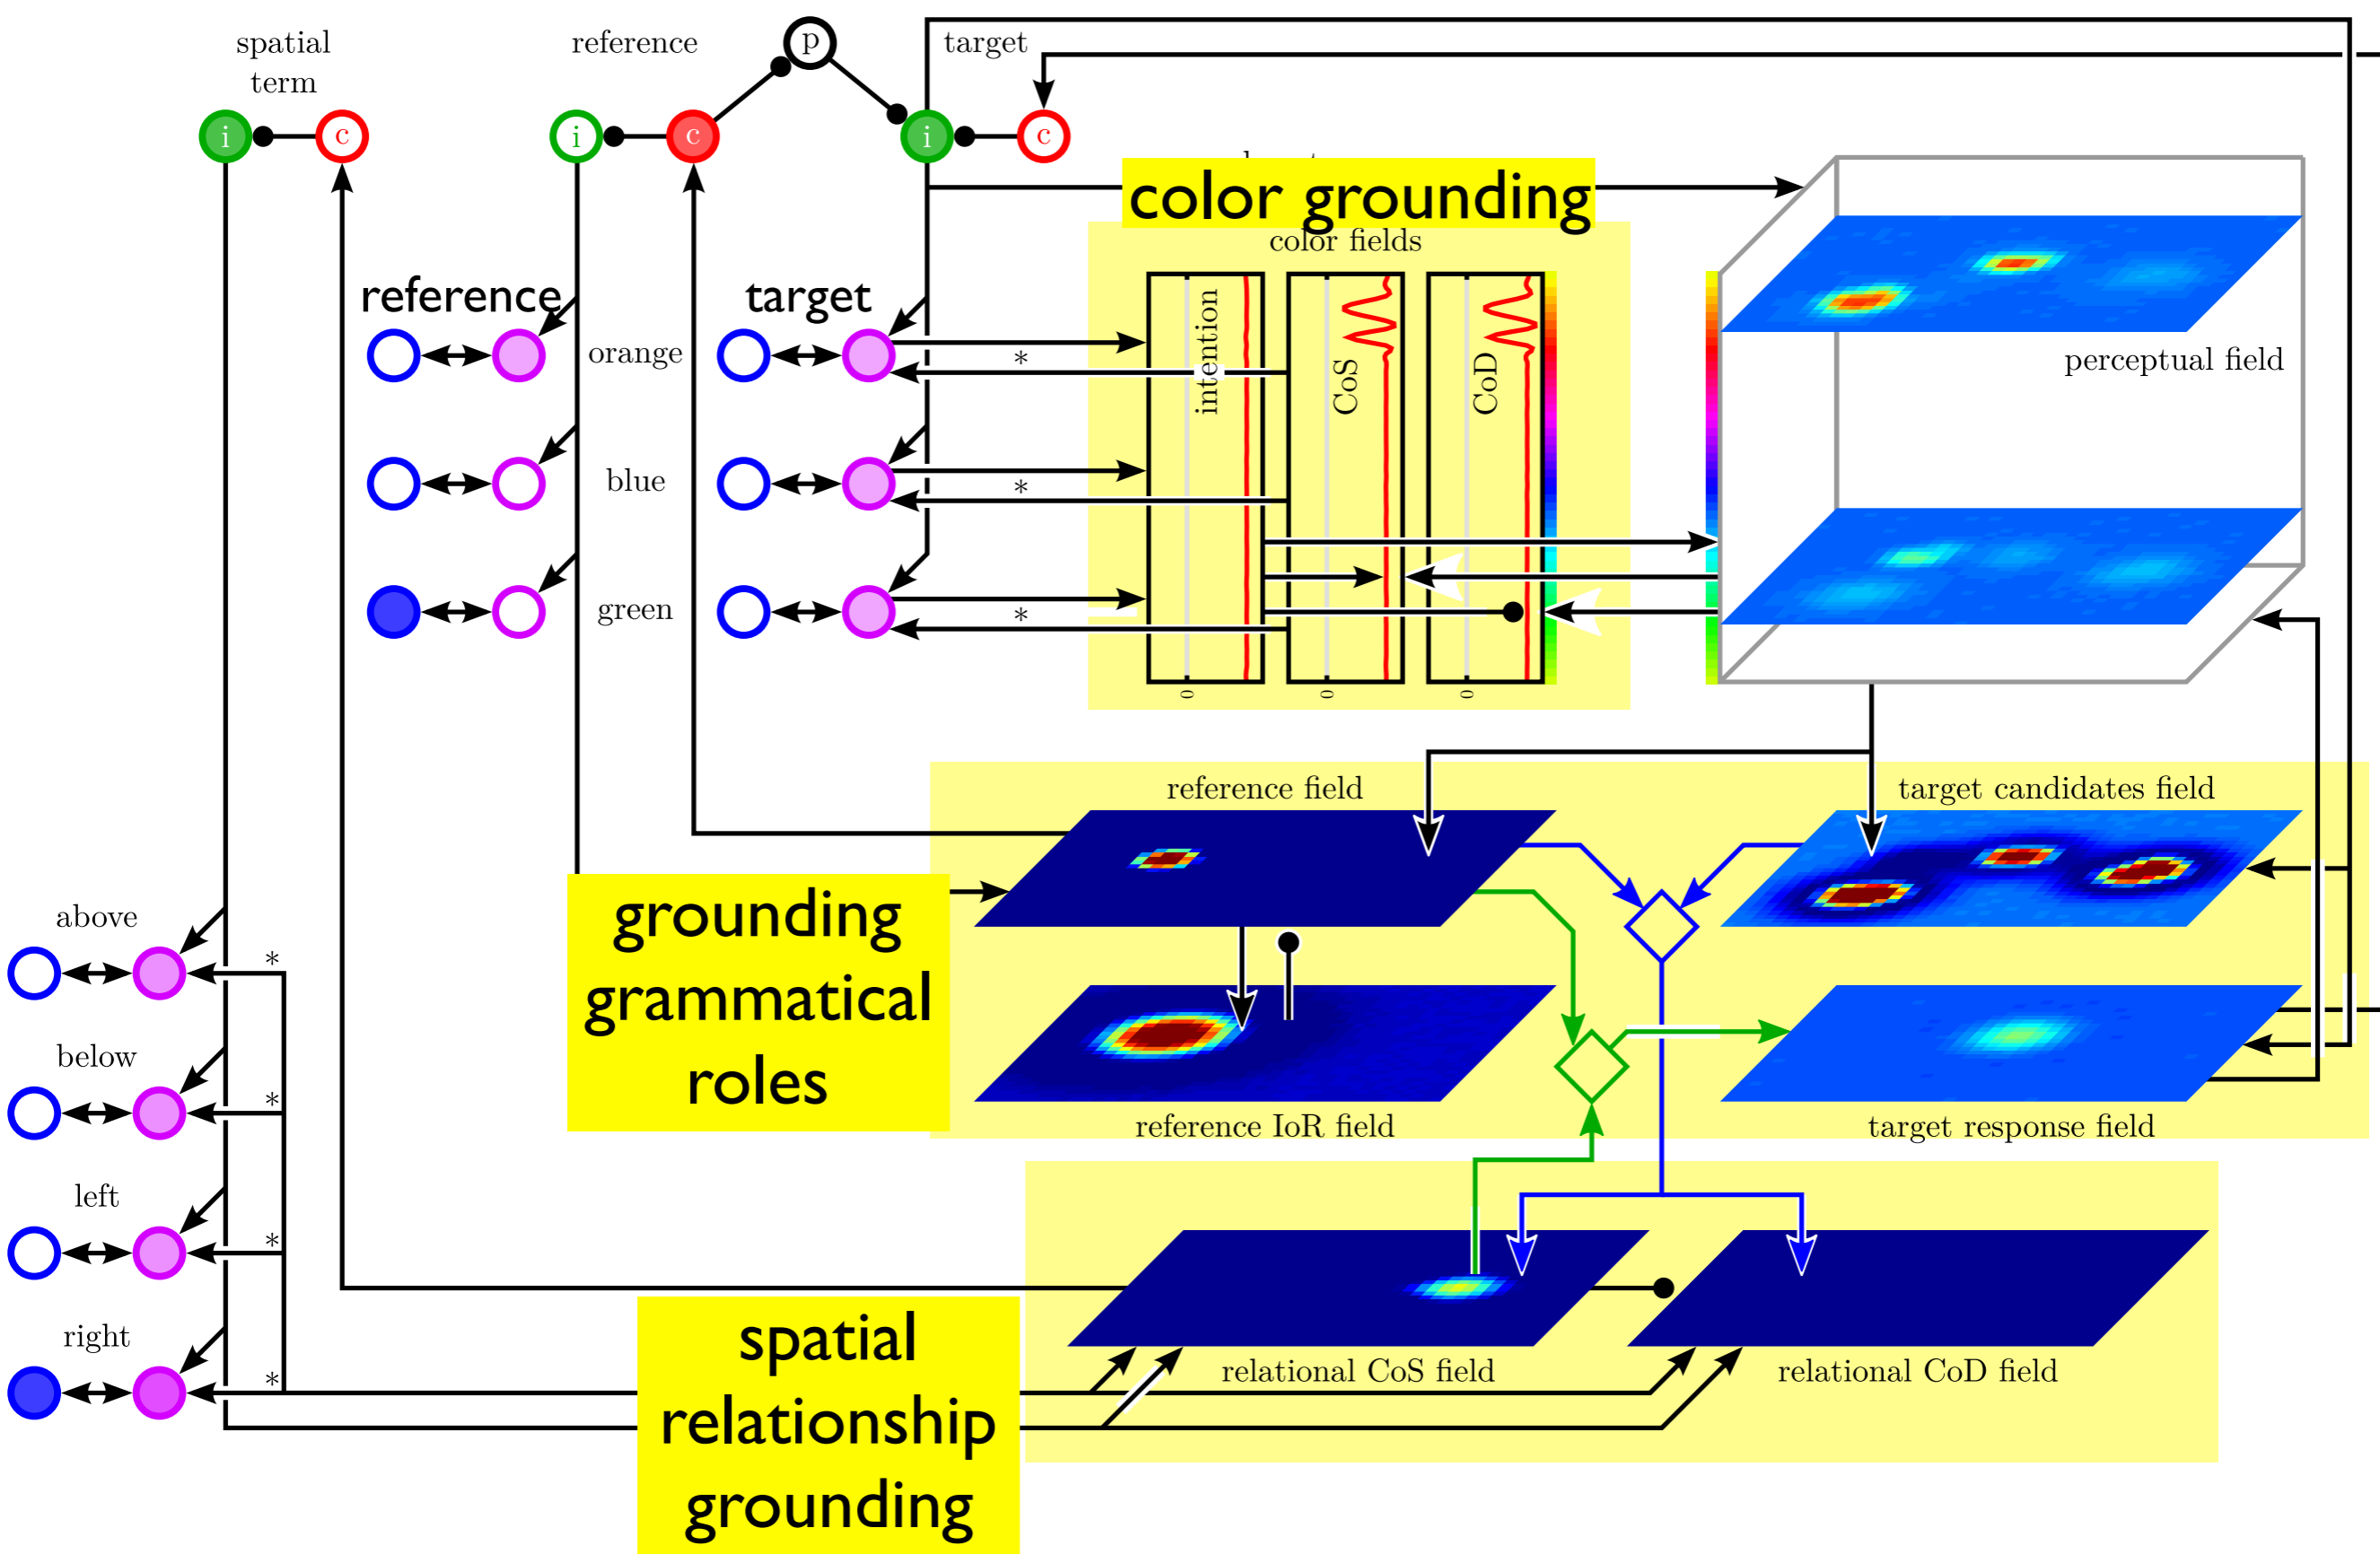 spatial
term
reference
p
target
i
c
i
c
i
c
color grounding
color fields
reference
target
intention
CoS
CoD
orange
*
perceptual field
blue
*
green
*
0
0
0
reference field
target candidates field
grounding
grammatical
roles
above
*
below
*
reference IoR field
target response field
left
*
right
*
spatial
relationship
grounding
relational CoS field
relational CoD field